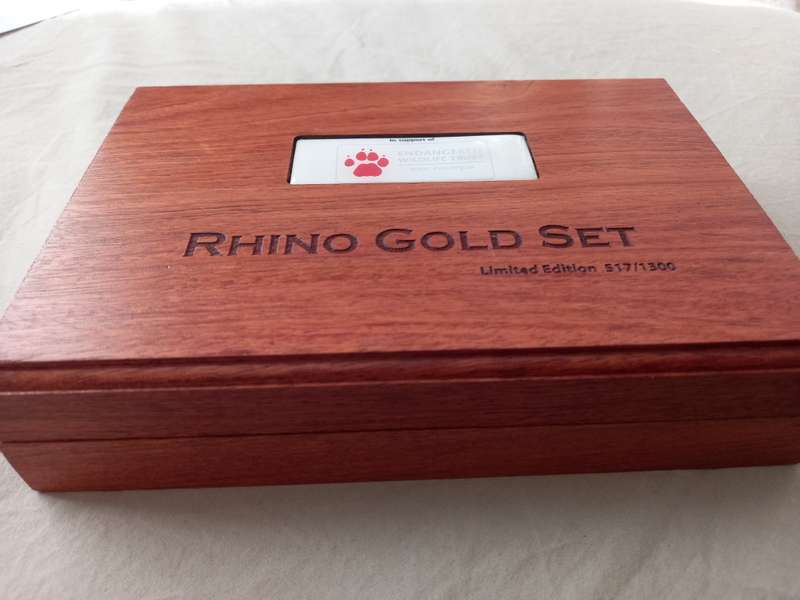 In support of
ENDANGERED
WILDLIFE TRUST
RHINO GOLD SET
Limited Edition 517/1300